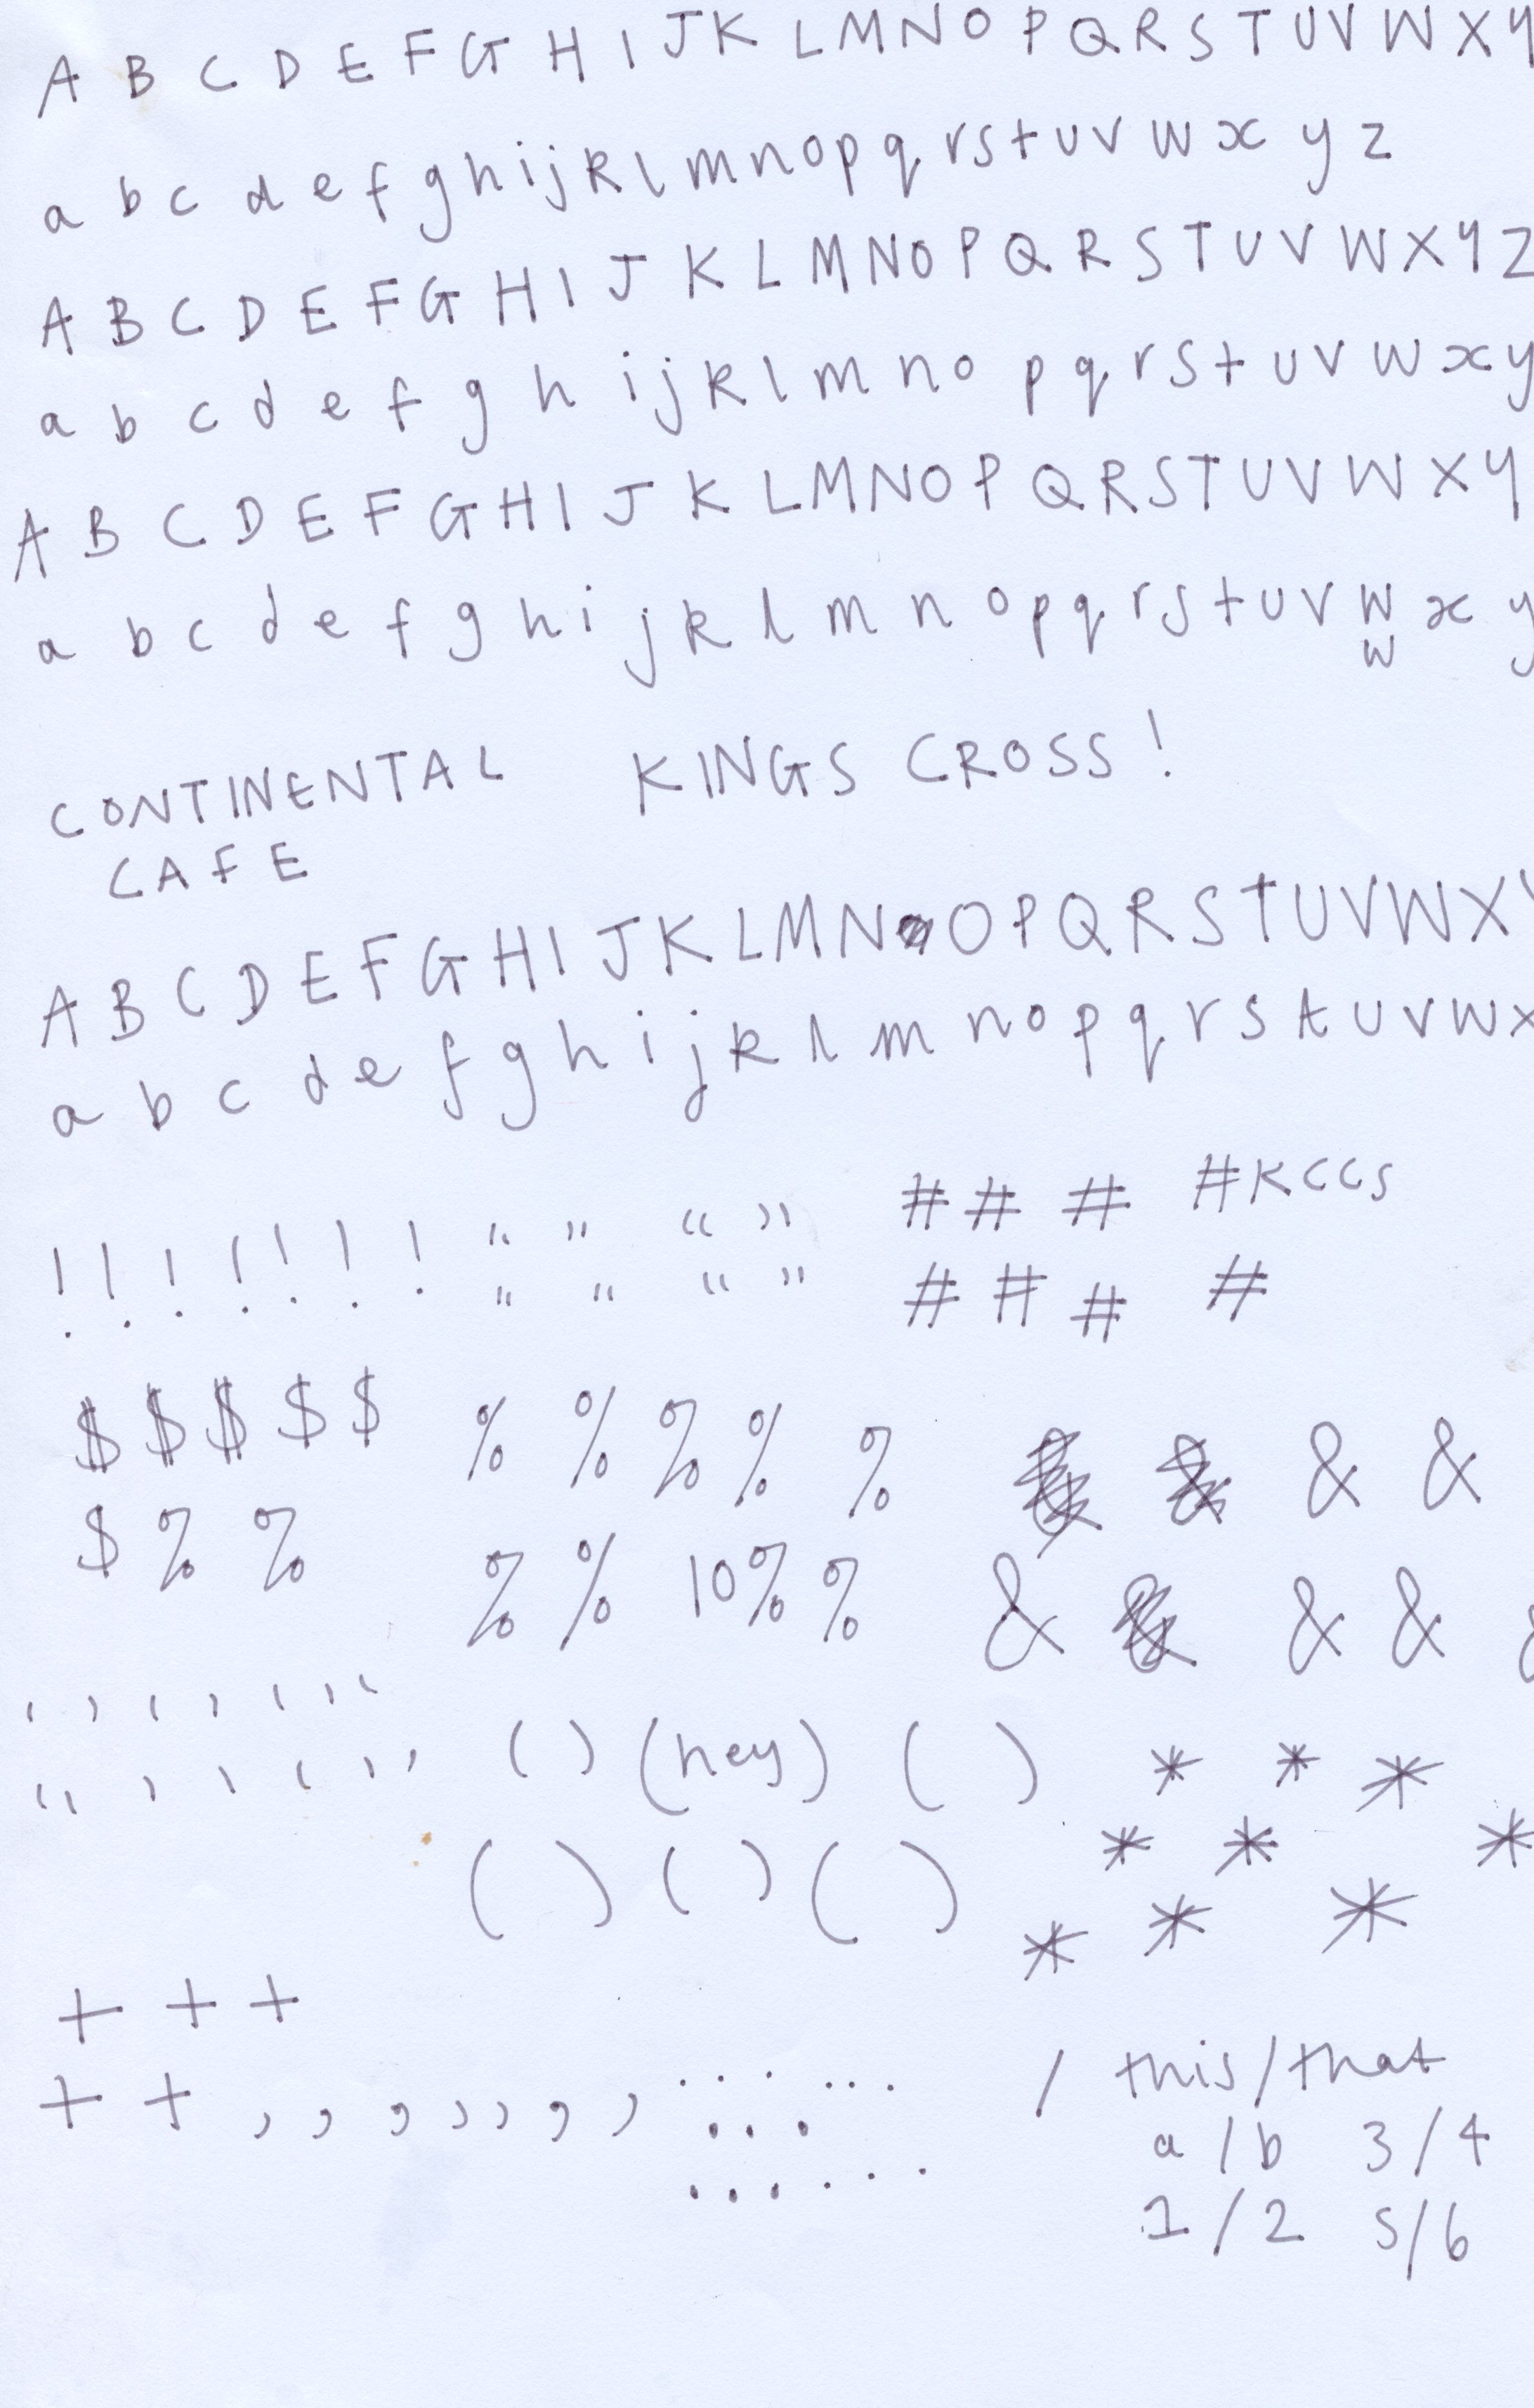 A B C D E F G H I J K L M N O P Q R S T U V W X Y
a b c d e f g h i j k l m n o p q r s t u v w x y z
A B C D E F G H I J K L M N O P Q R S T U V W X Y Z
a b c d e f g h i j k l m n o p q r s t u v w x y
A B C D E F G H I J K L M N O P Q R S T U V W X Y
a b c d e f g h i j k l m n o p q r s t u v w x y
w
CONTINENTAL KINGS CROSS!
CAFE
A B C D E F G H I J K L M N O P Q R S T U V W X
a b c d e f g h i j k l m n o p q r s t u v w x
! ! ! ! ! ! ! “ ” “ ” # # # #KCCS
" " “ ” # # # #
$ $ $ $ $ % % % % % & &
$ % % % % 10% % & & &
‘ ’ ‘ ’ ‘ ’ ‘ ‘
“ ’ ’ ‘ ’ ’ ( ) (hey) ( ) * * *
( ) ( ) ( ) * * *
* * *
+ + +
+ + , , , , , , , . . . . . . / this/that
. . . a/b 3/4
. . . . . . 1/2 5/6